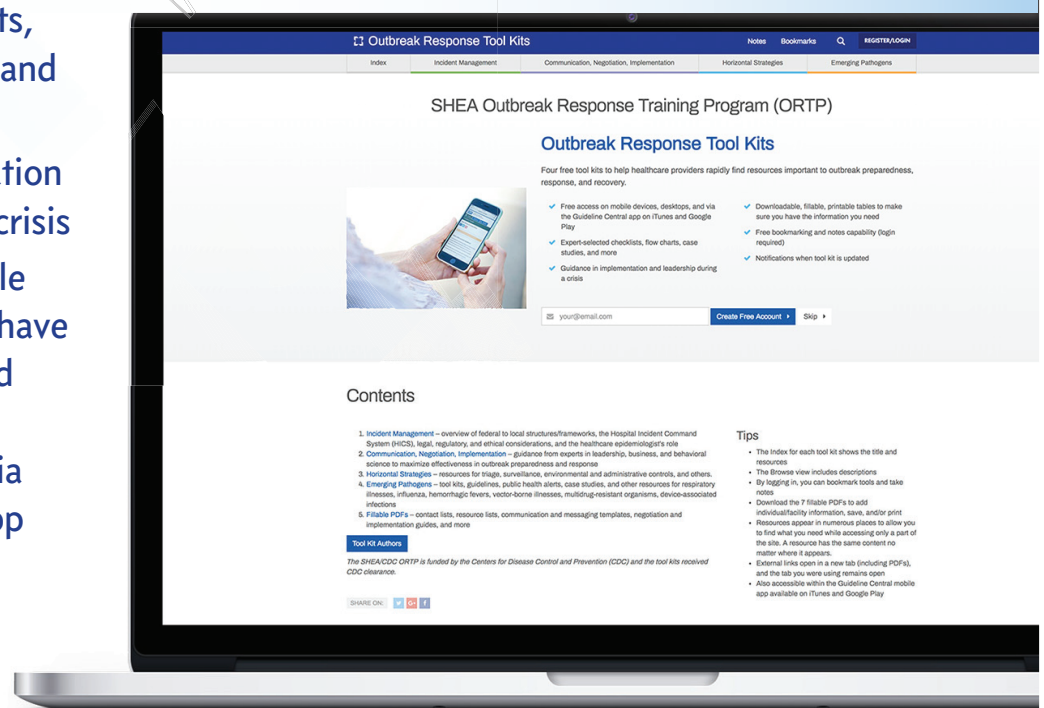 ts,
and
ation
crisis
le
have
d
ia
op
Outbreak Response Tool Kits
Notes Bookmarks REGISTER/LOGIN
Index Incident Management Communication, Negotiation, Implementation Horizontal Strategies Emerging Pathogens
SHEA Outbreak Response Training Program (ORTP)
Outbreak Response Tool Kits
Four free tool kits to help healthcare providers rapidly find resources important to outbreak preparedness,
response, and recovery.
✓ Free access on mobile devices, desktops, and via
the Guideline Central app on iTunes and Google
Play
✓ Expert-selected checklists, flow charts, case
studies, and more
✓ Guidance in implementation and leadership during
a crisis
✓ Downloadable, fillable, printable tables to make
sure you have the information you need
✓ Free bookmarking and notes capability (login
required)
✓ Notifications when tool kit is updated
your@email.com Create Free Account Skip
Contents
1. Incident Management – overview of federal to local structures/frameworks, the Hospital Incident Command
System (HICS), legal, regulatory, and ethical considerations, and the healthcare epidemiologist's role
2. Communication, Negotiation, Implementation – guidance from experts in leadership, business, and behavioral
science to maximize effectiveness in outbreak preparedness and response
3. Horizontal Strategies – resources for triage, surveillance, environmental and administrative controls, and others.
4. Emerging Pathogens – tool kits, guidelines, public health alerts, case studies, and other resources for respiratory
illnesses, influenza, hemorrhagic fevers, vector-borne illnesses, multidrug-resistant organisms, device-associated
infections
5. Fillable PDFs – contact lists, resource lists, communication and messaging templates, negotiation and
implementation guides, and more
Tool Kit Authors
The SHEA/CDC ORTP is funded by the Centers for Disease Control and Prevention (CDC) and the tool kits received
CDC clearance.
SHARE ON:
Tips
• The Index for each tool kit shows the title and
resources
• The Browse view includes descriptions
• By logging in, you can bookmark tools and take
notes
• Download the 7 fillable PDFs to add
individual/facility information, save, and/or print
• Resources appear in numerous places to allow you
to find what you need while accessing only a part of
the site. A resource has the same content no
matter where it appears.
• External links open in a new tab (including PDFs),
and the tab you were using remains open
• Also accessible within the Guideline Central mobile
app available on iTunes and Google Play